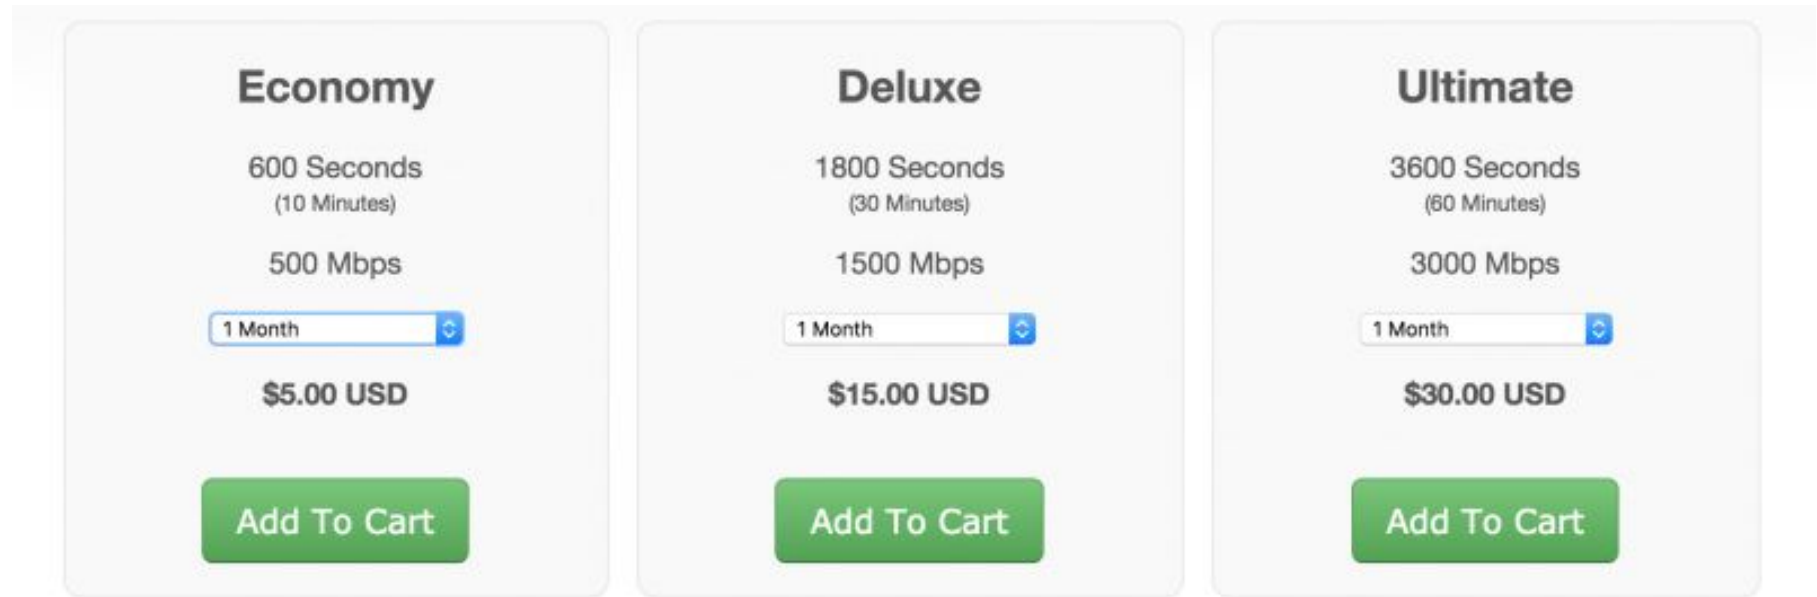 Economy
600 Seconds
(10 Minutes)
500 Mbps
1 Month
$5.00 USD
Add To Cart
Deluxe
1800 Seconds
(30 Minutes)
1500 Mbps
1 Month
$15.00 USD
Add To Cart
Ultimate
3600 Seconds
(60 Minutes)
3000 Mbps
1 Month
$30.00 USD
Add To Cart